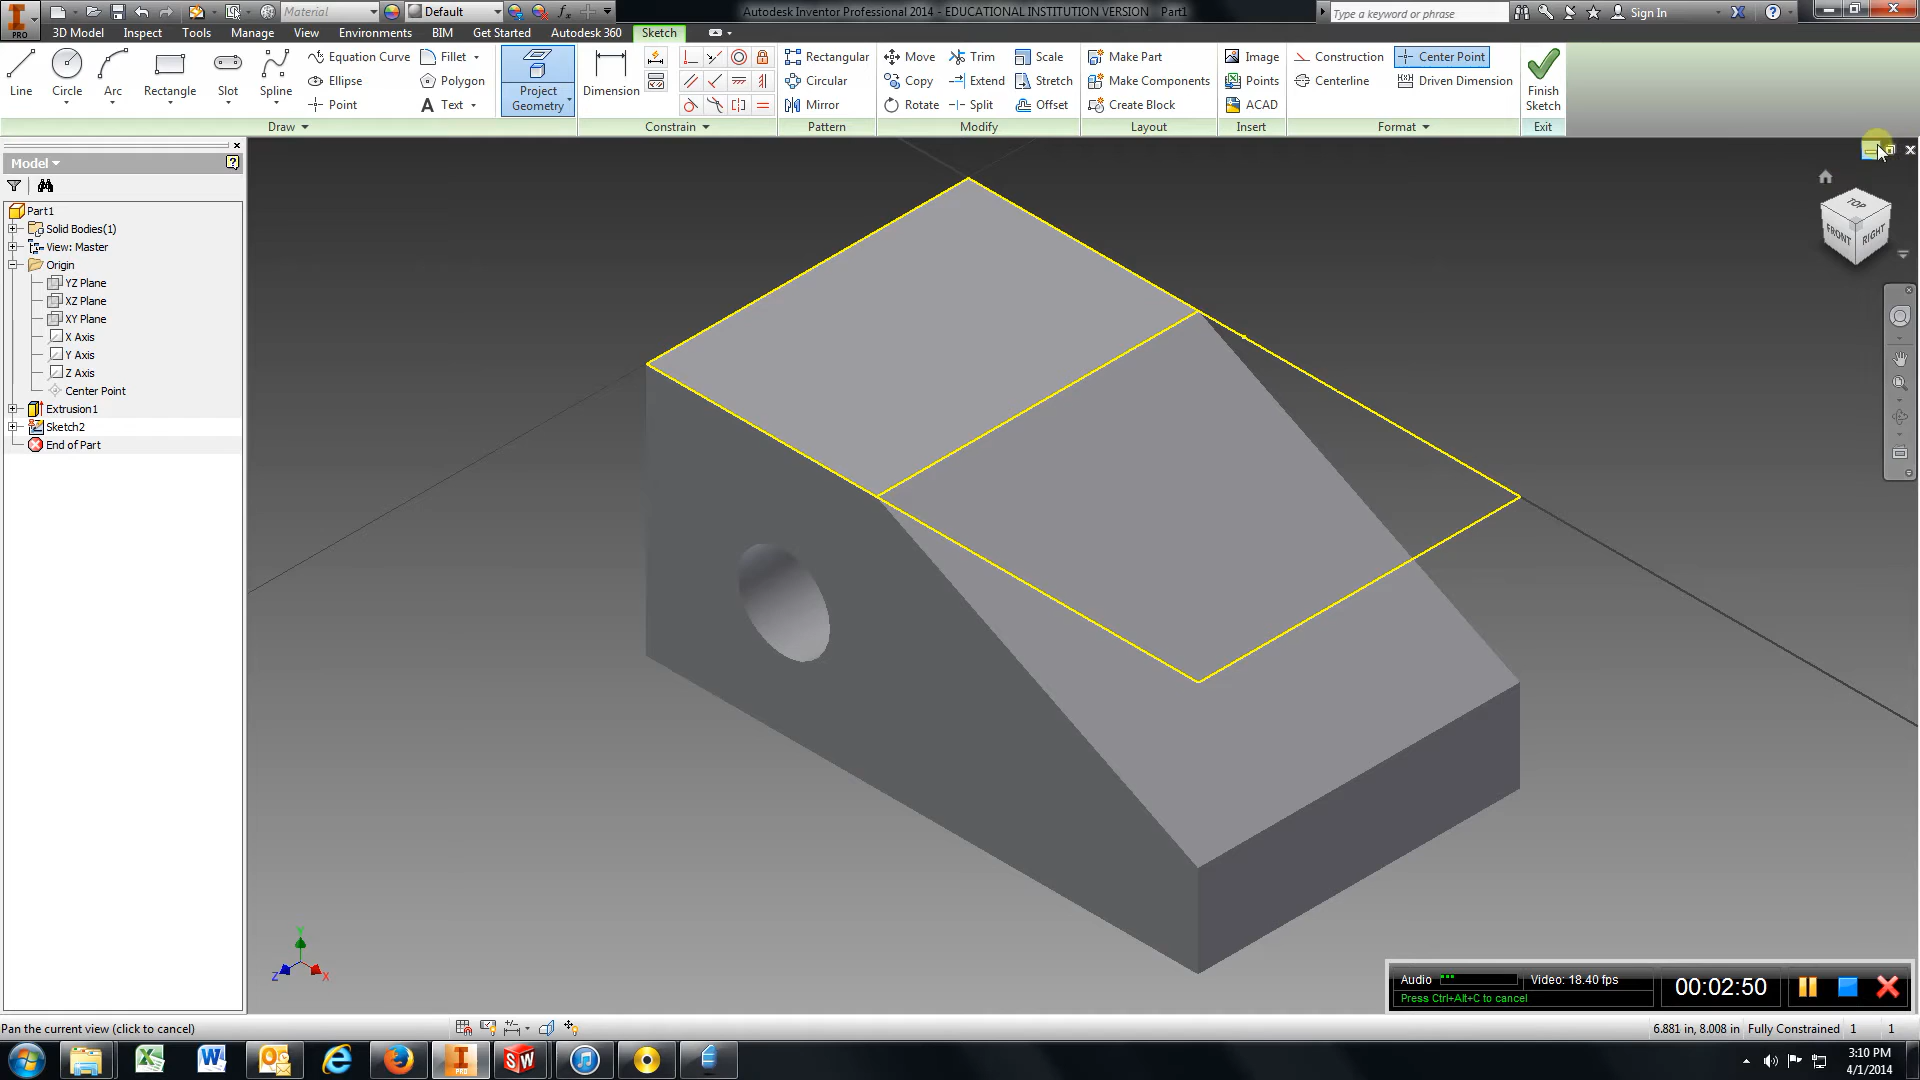 Material
Default
Autodesk Inventor Professional 2014 - EDUCATIONAL INSTITUTION VERSION Part1
Type a keyword or phrase
Sign In
PRO
3D Model Inspect Tools Manage View Environments BIM Get Started Autodesk 360 Sketch
Line
Circle
Arc
Rectangle
Slot
Spline
Equation Curve
Ellipse
Point
Fillet
Polygon
Text
Project Geometry
Dimension
Rectangular
Circular
Mirror
Move
Copy
Rotate
Trim
Extend
Split
Scale
Stretch
Offset
Make Part
Make Components
Create Block
Image
Points
ACAD
Construction
Centerline
Center Point
Driven Dimension
Finish Sketch
Draw
Constrain
Pattern
Modify
Layout
Insert
Format
Exit
Model
Part1
Solid Bodies(1)
View: Master
Origin
YZ Plane
XZ Plane
XY Plane
X Axis
Y Axis
Z Axis
Center Point
Extrusion1
Sketch2
End of Part
TOP
FRONT
RIGHT
Y
Z
X
Audio
Video: 18.40 fps
Press Ctrl+Alt+C to cancel
00:02:50
Pan the current view (click to cancel)
6.881 in, 8.008 in Fully Constrained 1 1
PRO
3:10 PM
4/1/2014